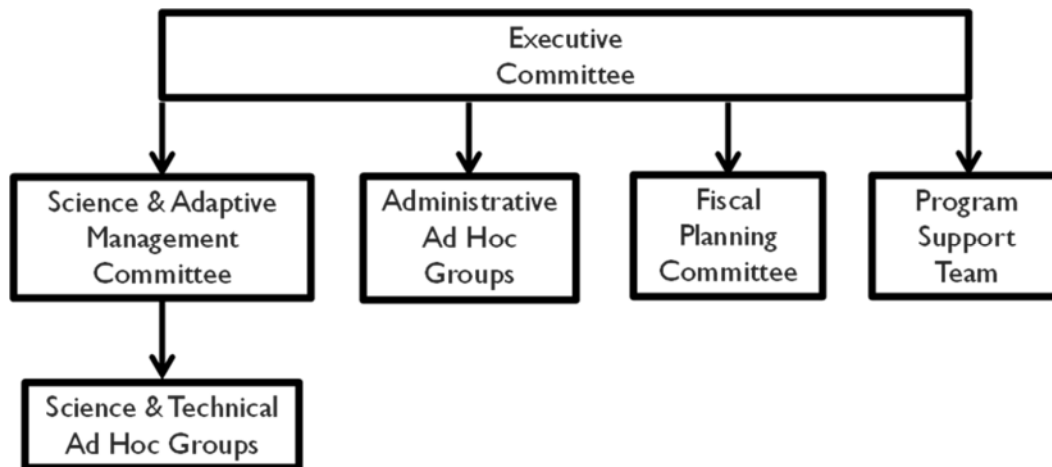 Executive
Committee
Science & Adaptive
Management
Committee
Administrative
Ad Hoc
Groups
Fiscal
Planning
Committee
Program
Support
Team
Science & Technical
Ad Hoc Groups